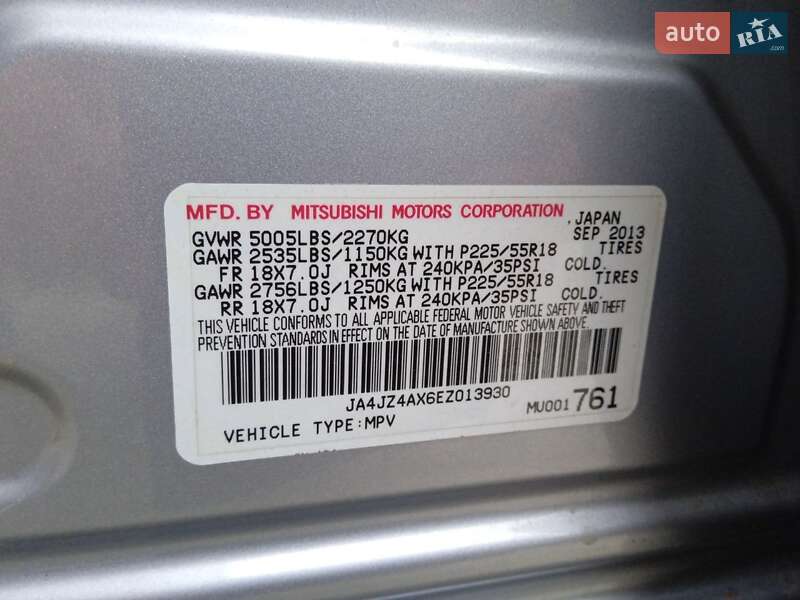 auto RIA.com
MFD. BY MITSUBISHI MOTORS CORPORATION ,JAPAN
GVWR 5005LBS/2270KG SEP 2013
GAWR 2535LBS/1150KG WITH P225/55R18 TIRES
FR 18X7.0J RIMS AT 240KPA/35PSI COLD.
GAWR 2756LBS/1250KG WITH P225/55R18 TIRES
RR 18X7.0J RIMS AT 240KPA/35PSI COLD.
THIS VEHICLE CONFORMS TO ALL APPLICABLE FEDERAL MOTOR VEHICLE SAFETY AND THEFT
PREVENTION STANDARDS IN EFFECT ON THE DATE OF MANUFACTURE SHOWN ABOVE.
JA4JZ4AX6EZ013930
MU001761
VEHICLE TYPE:MPV